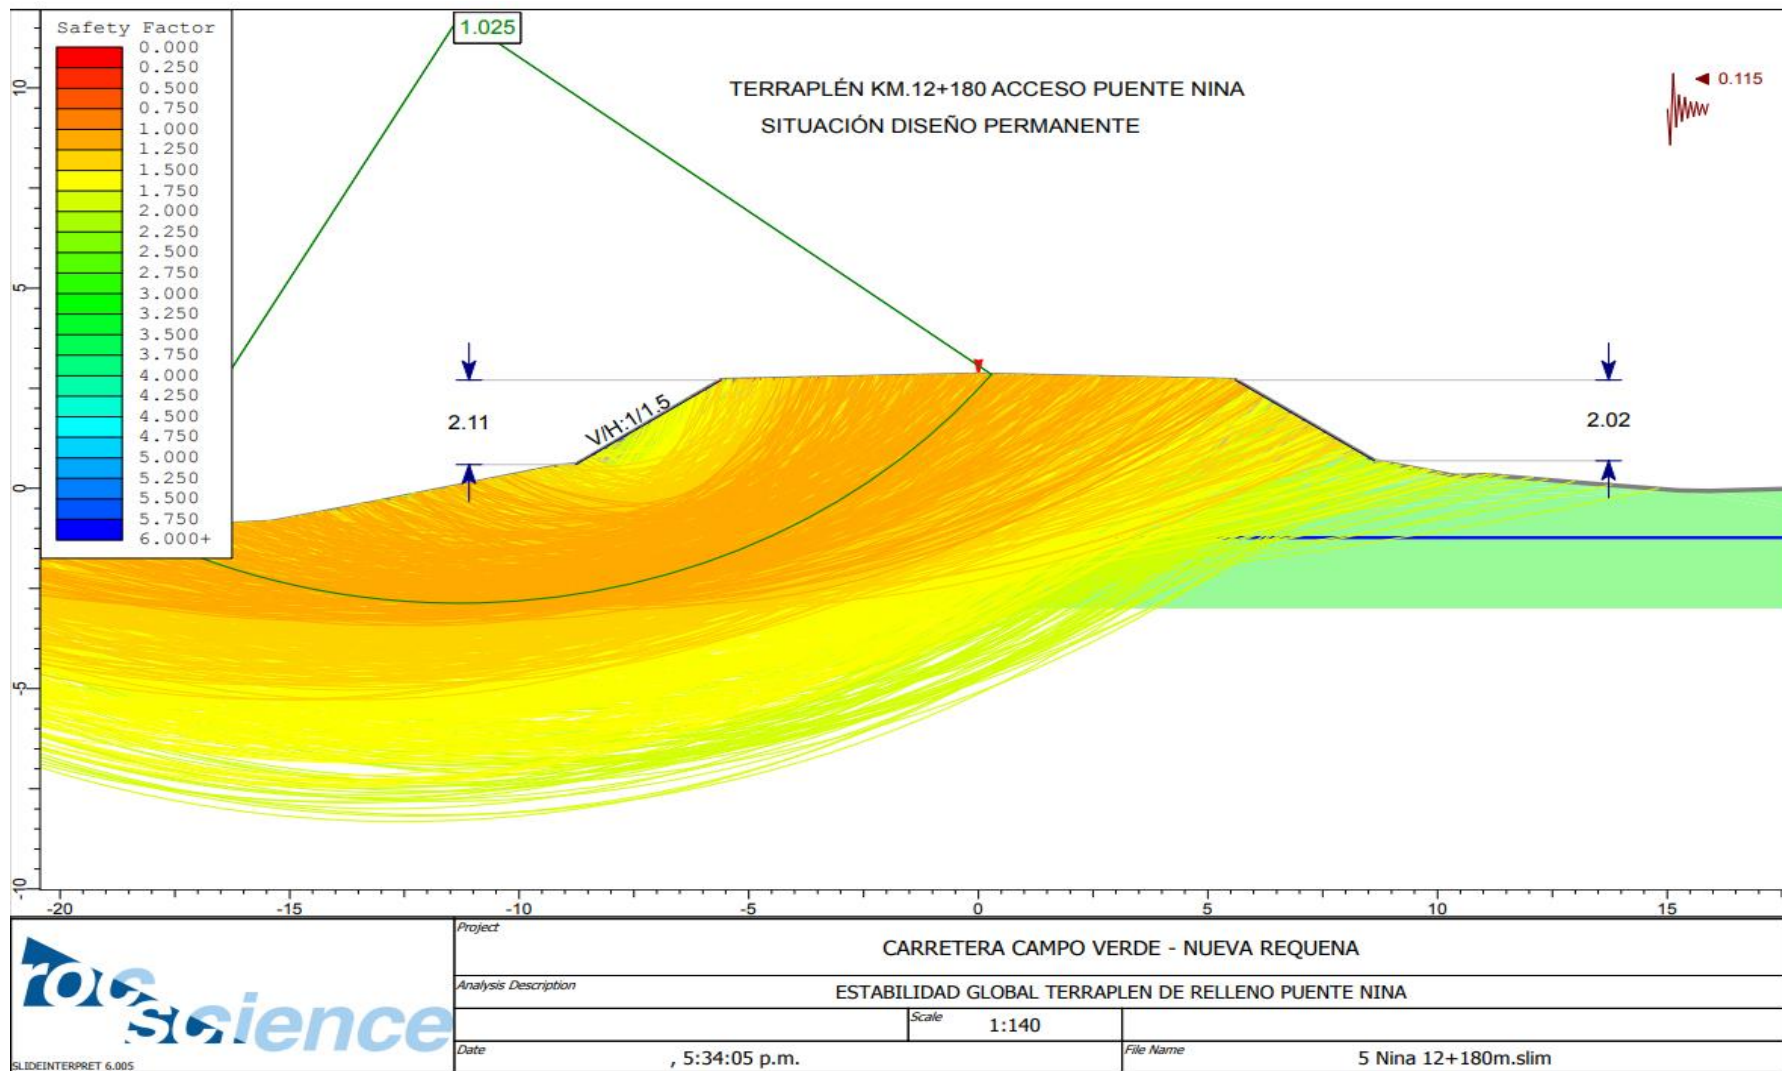 Safety Factor
0.000
0.250
0.500
0.750
1.000
1.250
1.500
1.750
2.000
2.250
2.500
2.750
3.000
3.250
3.500
3.750
4.000
4.250
4.500
4.750
5.000
5.250
5.500
5.750
6.000+
1.025
TERRAPLÉN KM.12+180 ACCESO PUENTE NINA
SITUACIÓN DISEÑO PERMANENTE
0.115
2.11
V/H:1/1.5
2.02
10
5
0
-5
-10
-20 -15 -10 -5 0 5 10 15
rocscience
SLIDEINTERPRET 6.005
Project
CARRETERA CAMPO VERDE - NUEVA REQUENA
Analysis Description
ESTABILIDAD GLOBAL TERRAPLEN DE RELLENO PUENTE NINA
Scale 1:140
Date , 5:34:05 p.m.
File Name 5 Nina 12+180m.slim